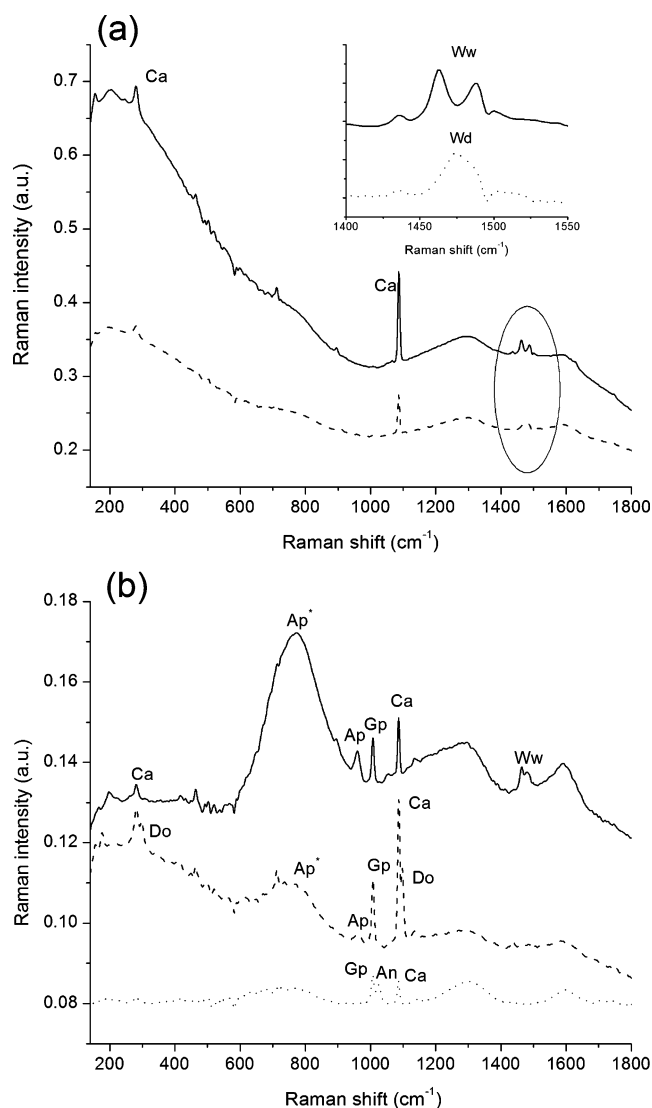 (a)
Ca
Ww
Wd
1400 1450 1500 1550
Raman shift (cm⁻¹)
Ca
0.7
0.6
0.5
0.4
0.3
0.2
Raman intensity (a.u.)
200 400 600 800 1000 1200 1400 1600 1800
Raman shift (cm⁻¹)
(b)
Ap*
Ap Gp Ca
Ww
Ca
Do
Ca
Gp
Ap*
Do
Ap
Gp An Ca
0.18
0.16
0.14
0.12
0.10
0.08
Raman intensity (a.u.)
200 400 600 800 1000 1200 1400 1600 1800
Raman shift (cm⁻¹)